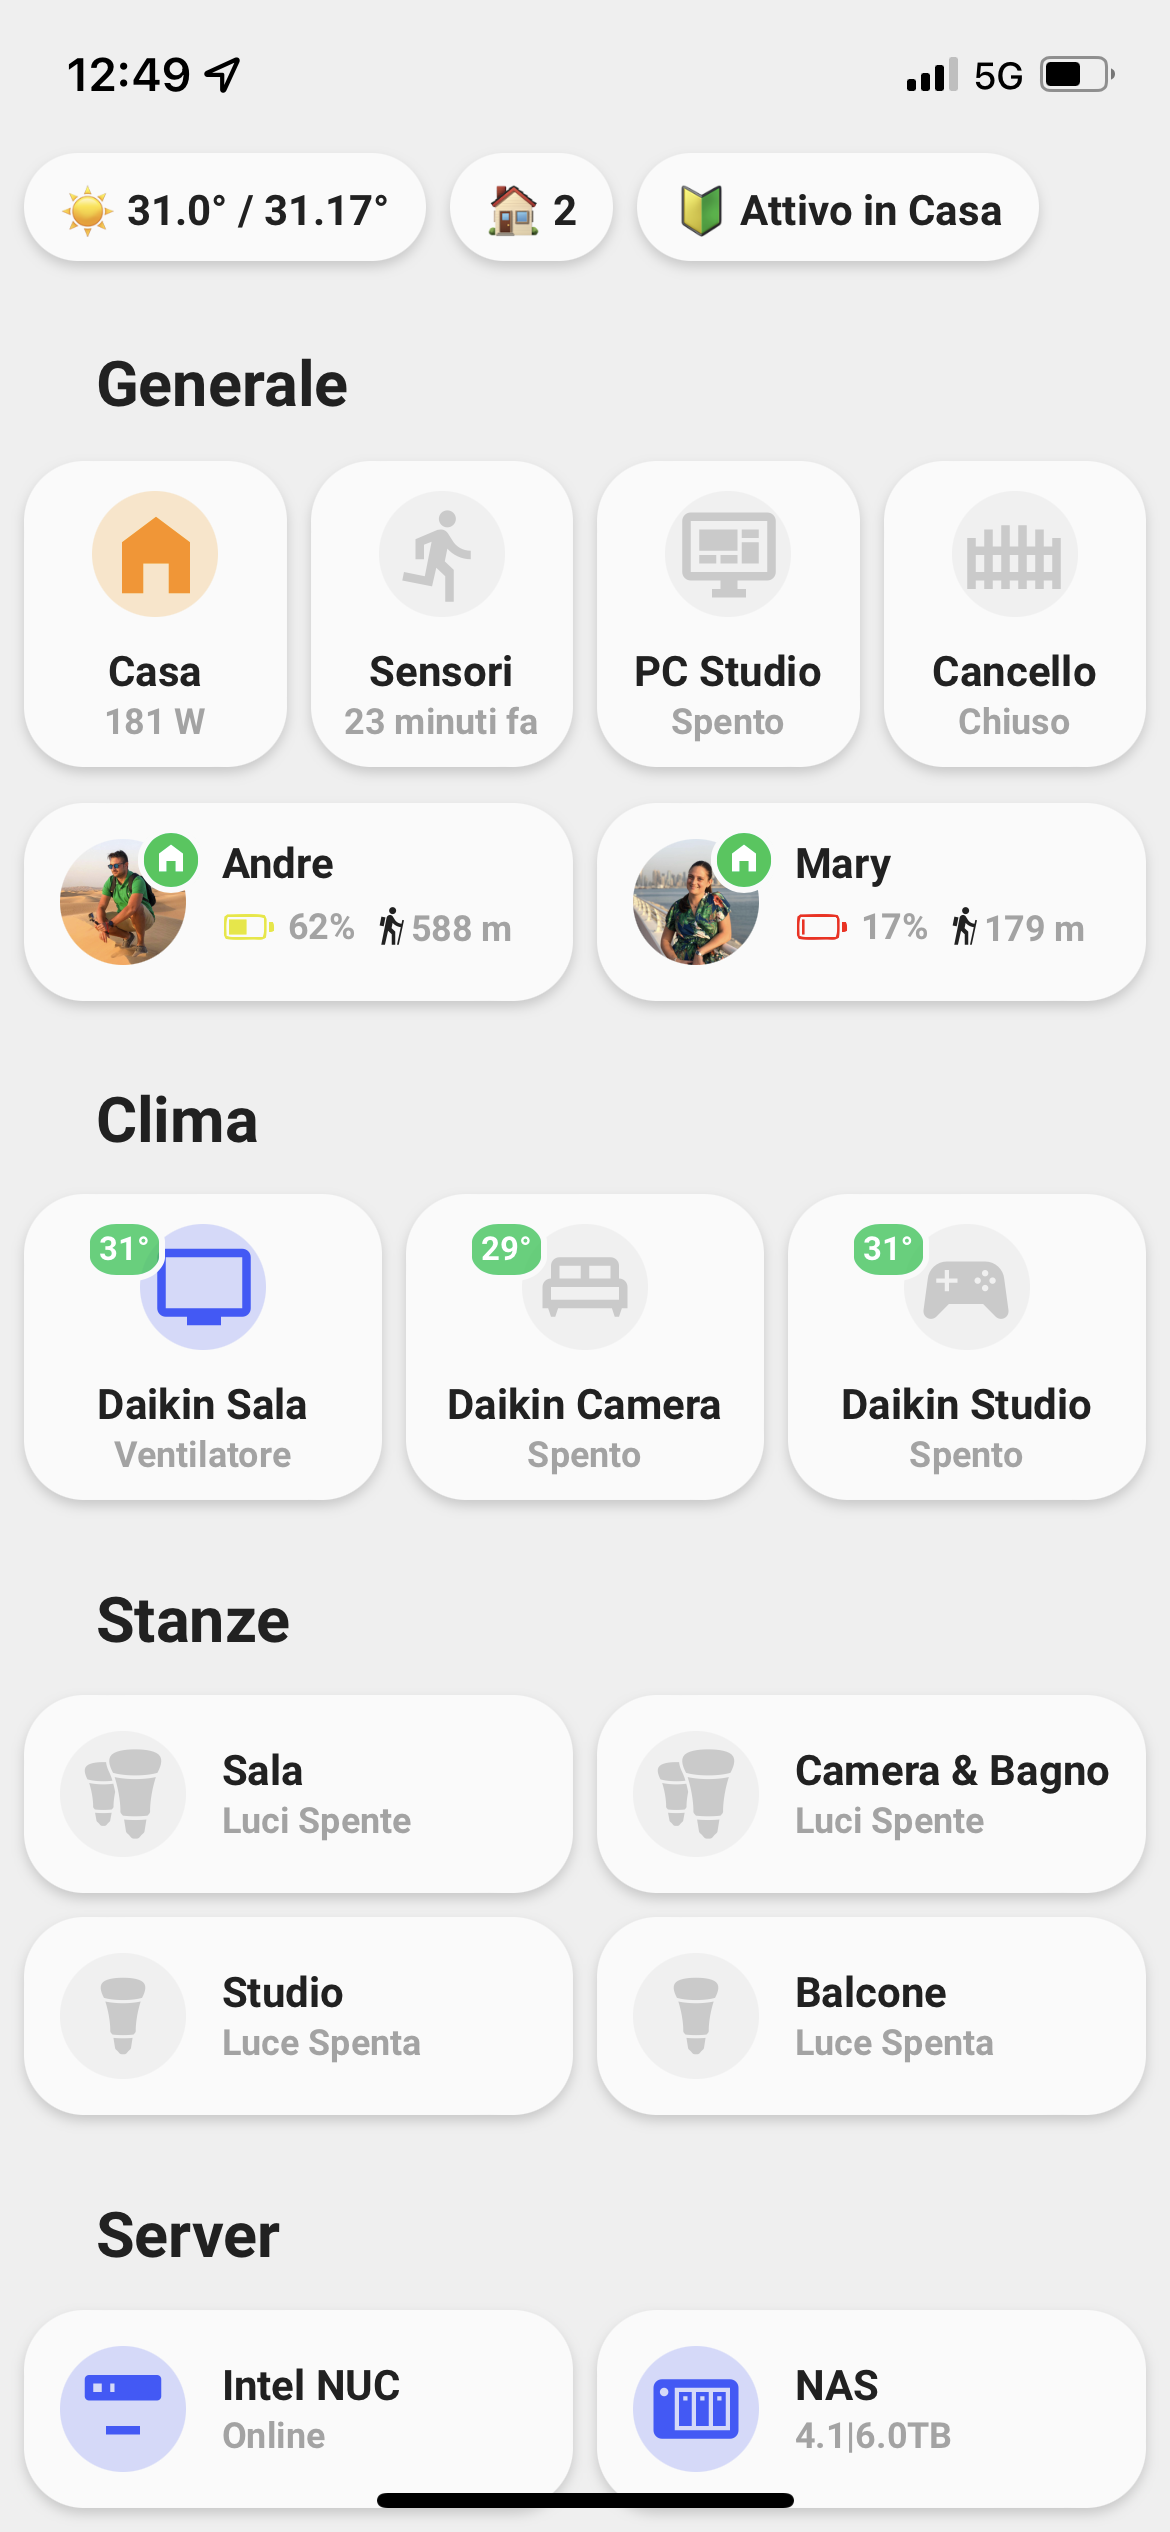 12:49
5G
31.0° / 31.17°
2
Attivo in Casa
Generale
Casa
181 W
Sensori
23 minuti fa
PC Studio
Spento
Cancello
Chiuso
Andre
62%
588 m
Mary
17%
179 m
Clima
31°
Daikin Sala
Ventilatore
29°
Daikin Camera
Spento
31°
Daikin Studio
Spento
Stanze
Sala
Luci Spente
Camera & Bagno
Luci Spente
Studio
Luce Spenta
Balcone
Luce Spenta
Server
Intel NUC
Online
NAS
4.1|6.0TB